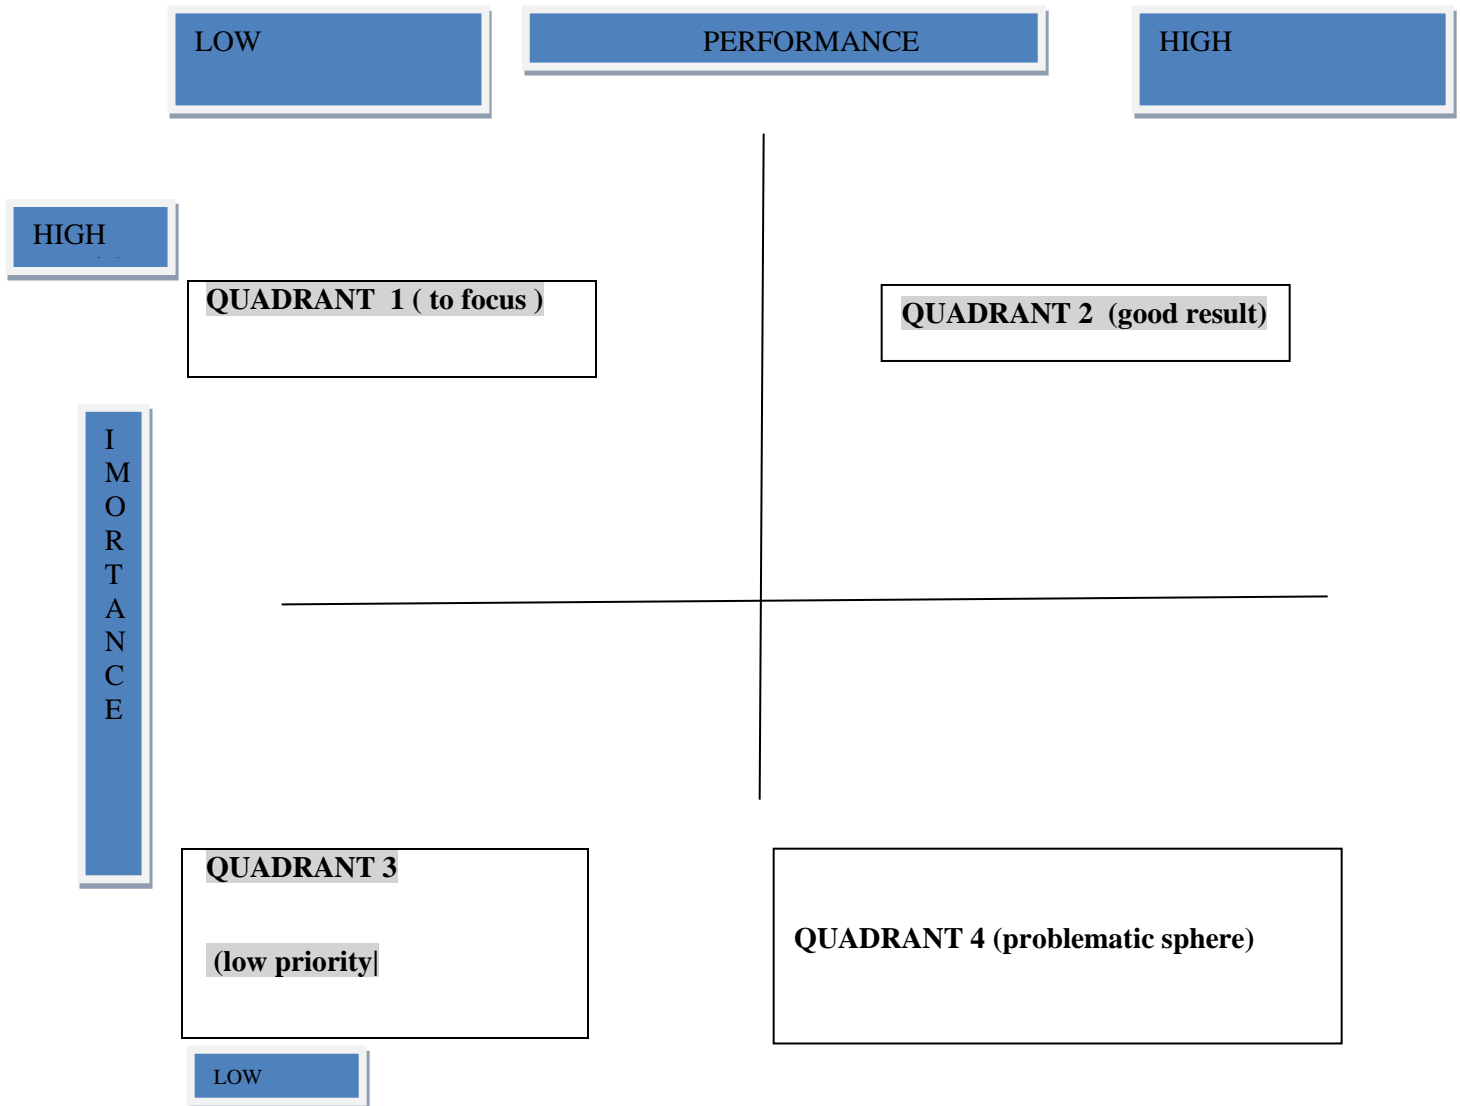 LOW
PERFORMANCE
HIGH
HIGH
QUADRANT 1 ( to focus )
QUADRANT 2 (good result)
I
M
O
R
T
A
N
C
E
QUADRANT 3
(low priority|
QUADRANT 4 (problematic sphere)
LOW